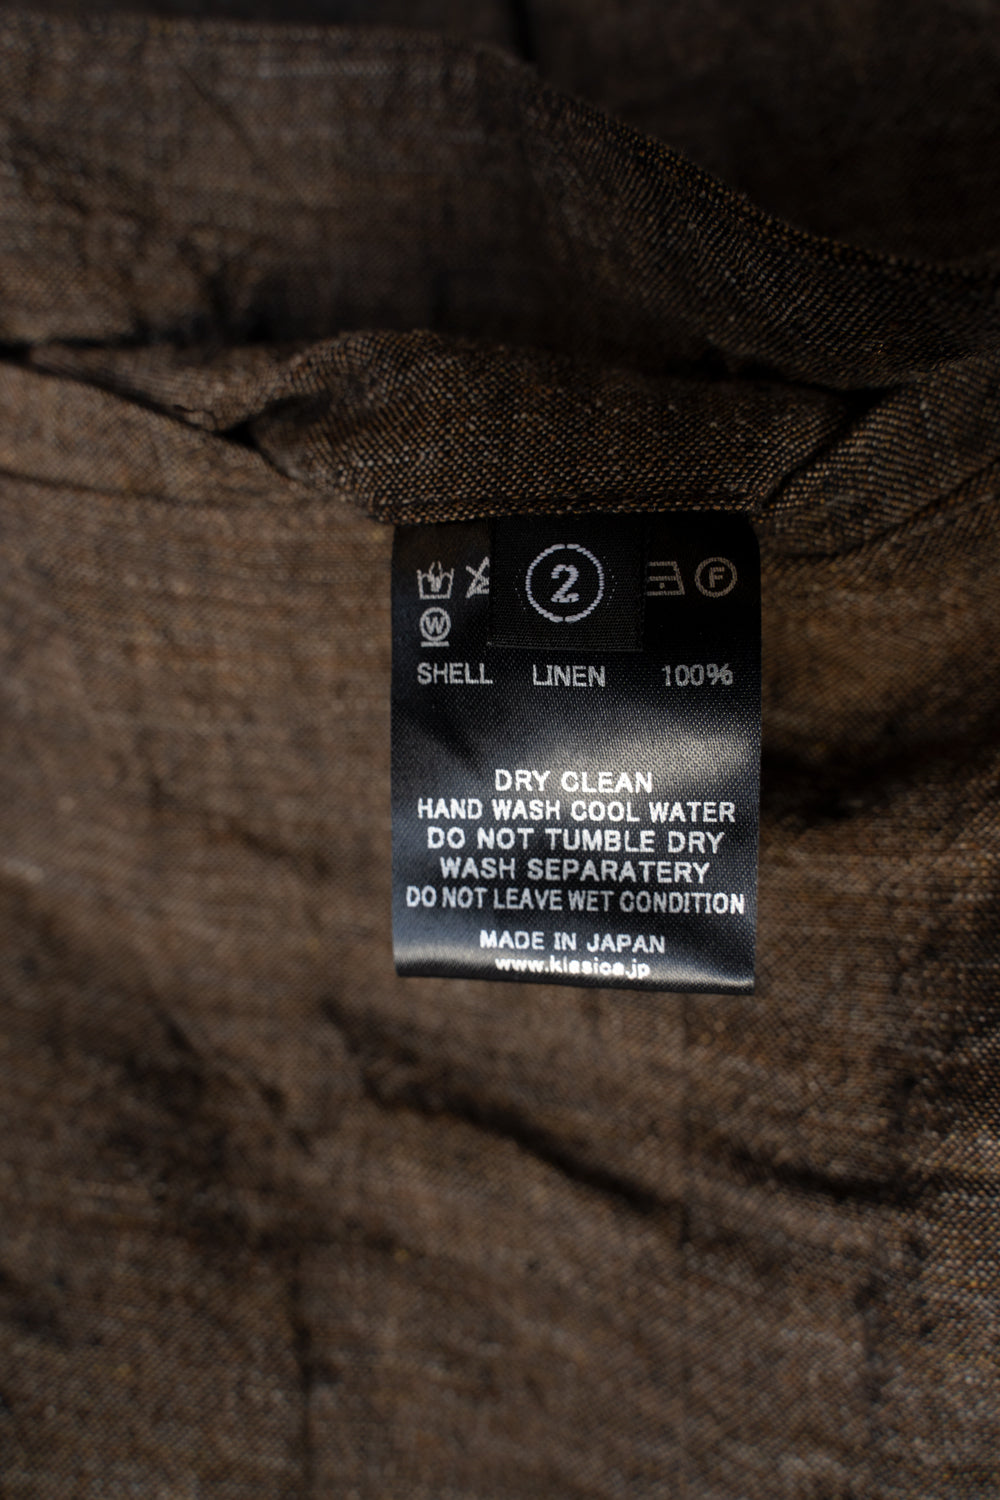 2
F
W
SHELL LINEN 100%
DRY CLEAN
HAND WASH COOL WATER
DO NOT TUMBLE DRY
WASH SEPARATERY
DO NOT LEAVE WET CONDITION
MADE IN JAPAN
www.klasica.jp